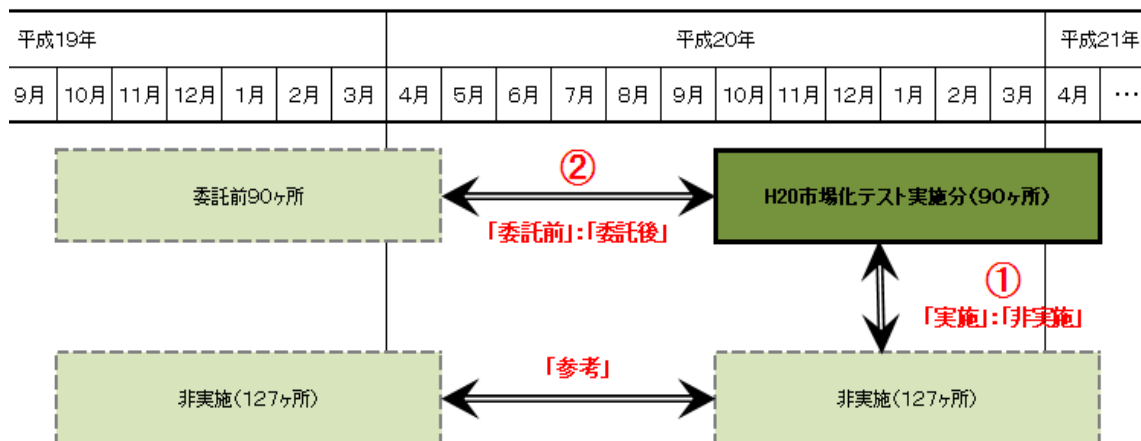 平成19年 平成20年 平成21年
9月 10月 11月 12月 1月 2月 3月 4月 5月 6月 7月 8月 9月 10月 11月 12月 1月 2月 3月 4月 …
委託前90ヶ所 ② H20市場化テスト実施分(90ヶ所)
「委託前」:「委託後」
①
「実施」:「非実施」
「参考」
非実施(127ヶ所) 非実施(127ヶ所)